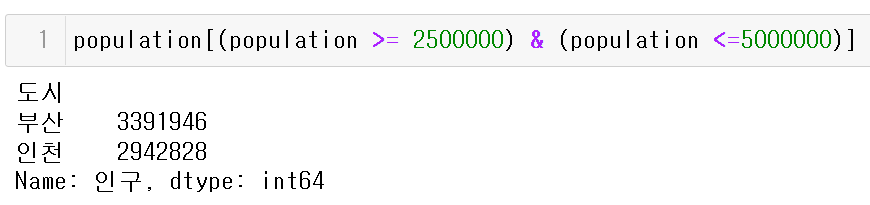 1 population[(population >= 2500000) & (population <=5000000)]
도시
부산    3391946
인천    2942828
Name: 인구, dtype: int64